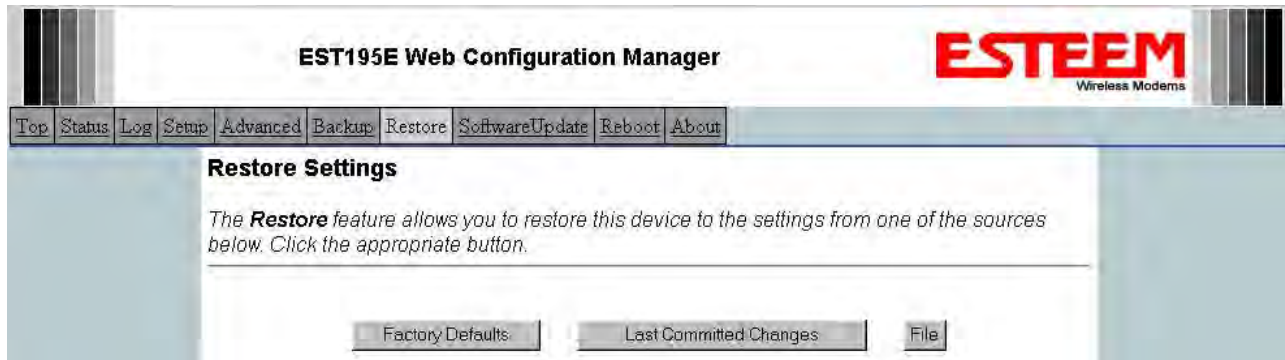 EST195E Web Configuration Manager
ESTEEM
Wireless Modems
Top Status Log Setup Advanced Backup Restore SoftwareUpdate Reboot About
Restore Settings
The Restore feature allows you to restore this device to the settings from one of the sources
below. Click the appropriate button.
Factory Defaults Last Committed Changes File